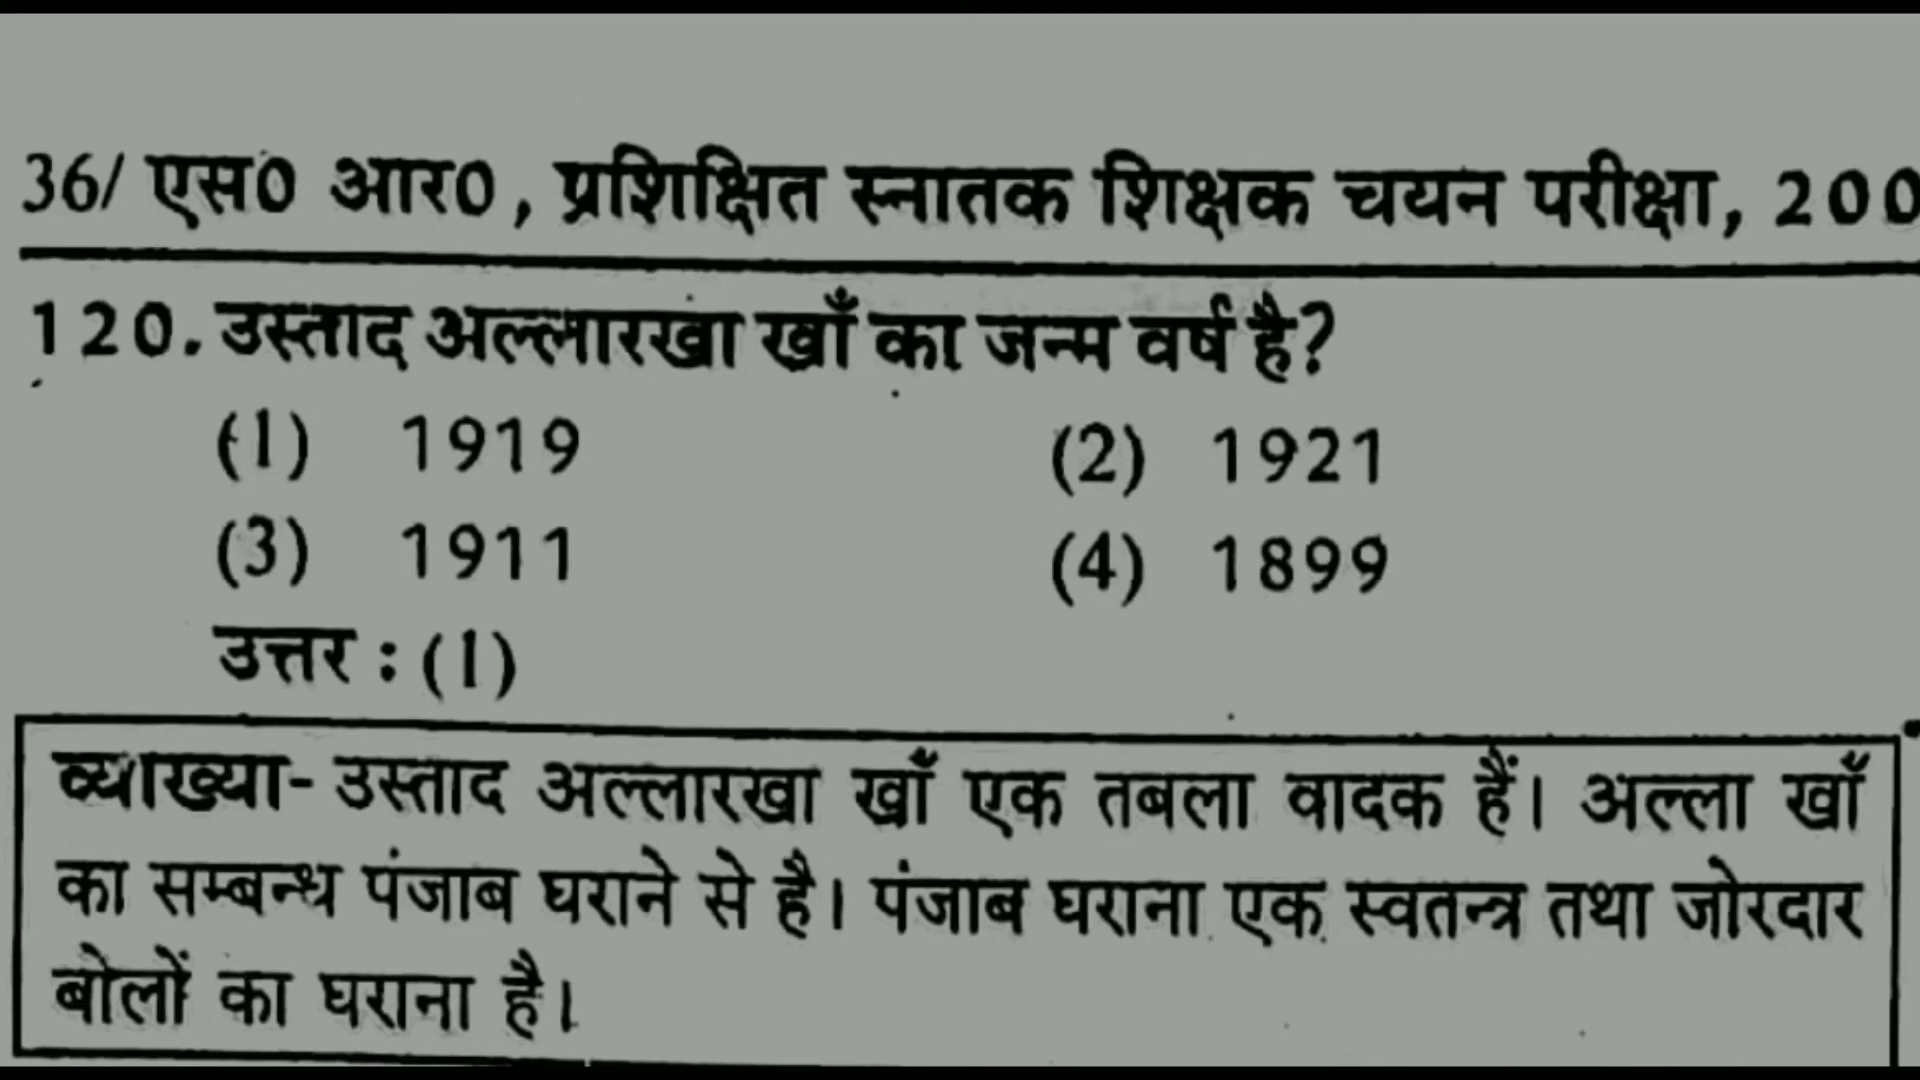 36/ एस0 आर0, प्रशिक्षित स्नातक शिक्षक चयन परीक्षा, 200
120. उस्ताद अल्लारखा खाँ का जन्म वर्ष है?
(1) 1919 (2) 1921
(3) 1911 (4) 1899
उत्तर : (1)
व्याख्या- उस्ताद अल्लारखा खाँ एक तबला वादक हैं। अल्ला खाँ
का सम्बन्ध पंजाब घराने से है। पंजाब घराना एक स्वतन्त्र तथा जोरदार
बोलों का घराना है।